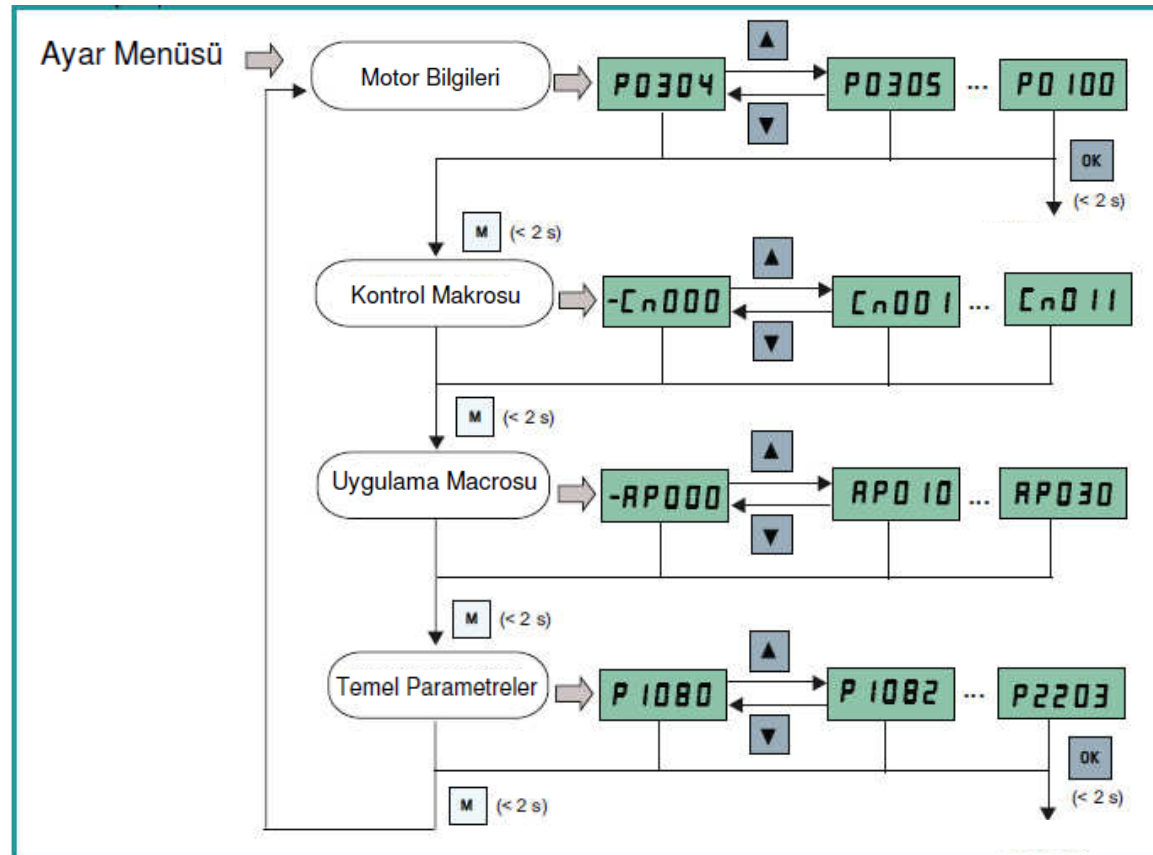 Ayar Menüsü
Motor Bilgileri
P0304
▲
▼
P0305
...
P0100
OK
(< 2 s)
M (< 2 s)
Kontrol Makrosu
-Cn000
▲
▼
Cn001
...
Cn011
M (< 2 s)
Uygulama Macrosu
-AP000
▲
▼
AP010
...
AP030
M (< 2 s)
Temel Parametreler
P1080
▲
▼
P1082
...
P2203
OK
(< 2 s)
M (< 2 s)